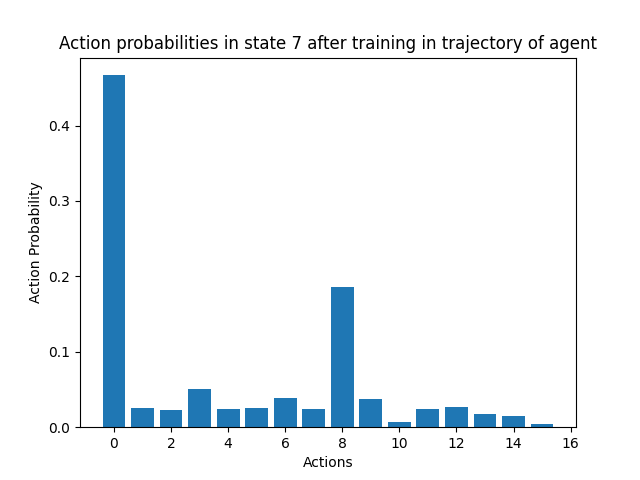 Action probabilities in state 7 after training in trajectory of agent
Action Probability
0.4
0.3
0.2
0.1
0.0
0 2 4 6 8 10 12 14 16
Actions